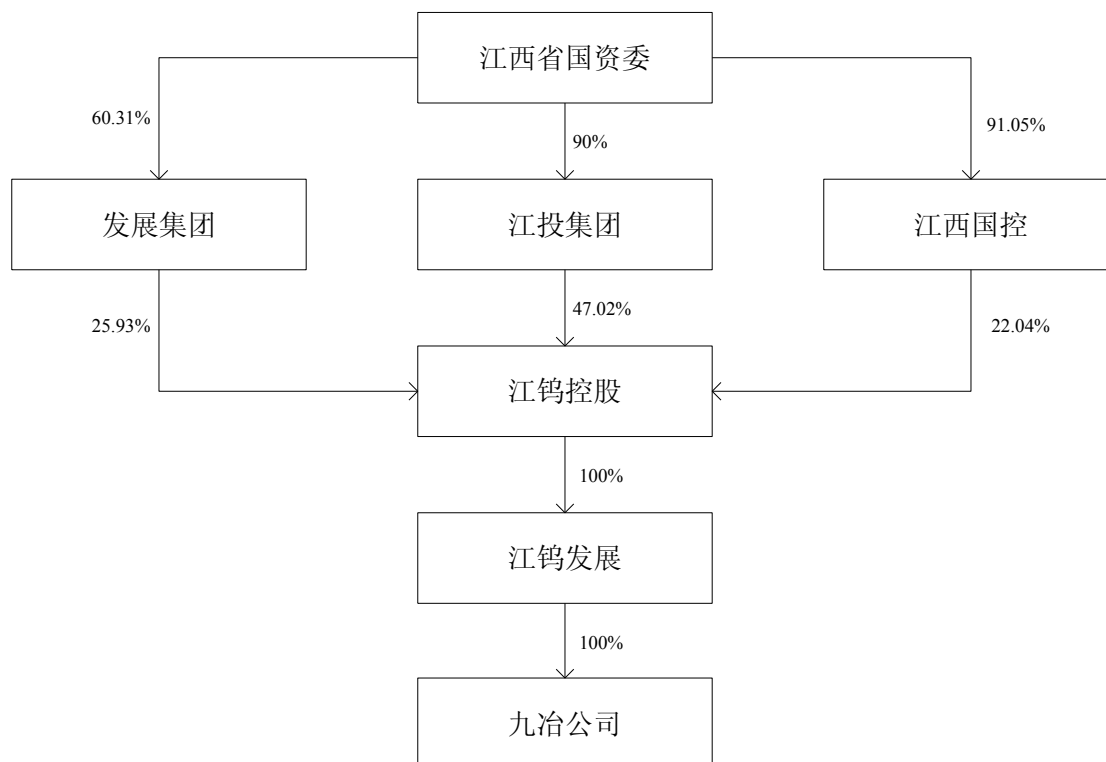 江西省国资委
60.31%
90%
91.05%
发展集团
江投集团
江西国控
25.93%
47.02%
22.04%
江钨控股
100%
江钨发展
100%
九冶公司